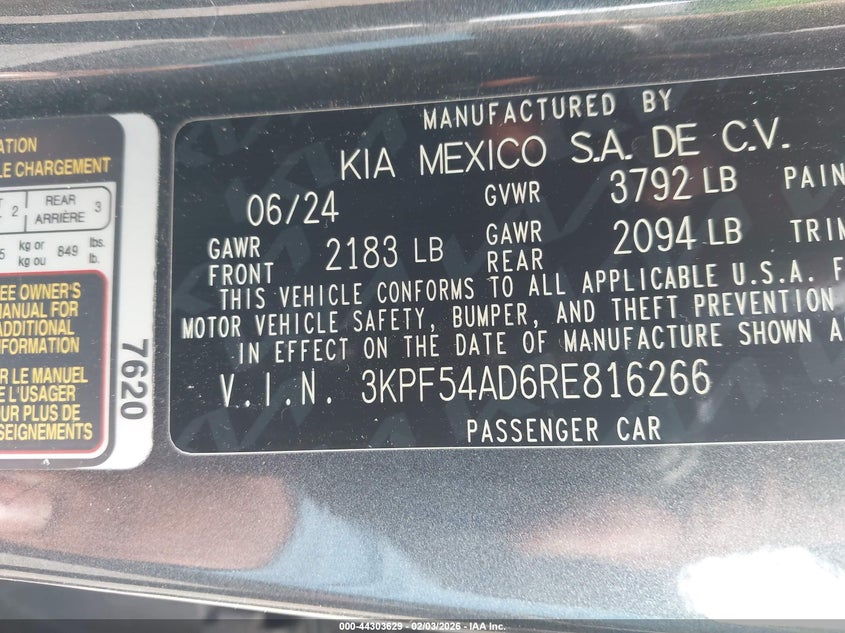 ATION
LE CHARGEMENT
2 REAR ARRIÈRE 3
5 kg or kg ou 849 lbs. lb.
EE OWNER'S
MANUAL FOR
ADDITIONAL
NFORMATION
R LE MANUEL
E L'USAGER
UR PLUS DE
SEIGNEMENTS
7620
MANUFACTURED BY
KIA MEXICO S.A. DE C.V.
06/24 GVWR 3792 LB PAIN
GAWR FRONT 2183 LB GAWR REAR 2094 LB TRIM
THIS VEHICLE CONFORMS TO ALL APPLICABLE U.S.A. F
MOTOR VEHICLE SAFETY, BUMPER, AND THEFT PREVENTION
IN EFFECT ON THE DATE OF MANUFACTURE SHOWN A
V.I.N. 3KPF54AD6RE816266
PASSENGER CAR
000-44303629 - 02/03/2026 - IAA Inc.